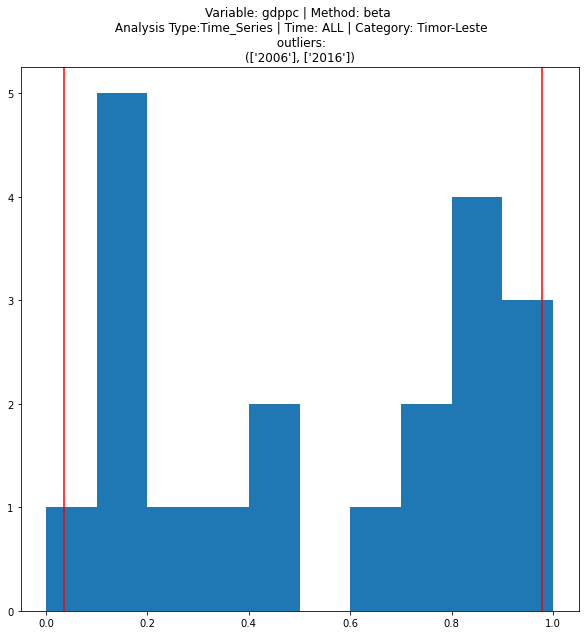 Variable: gdppc | Method: beta
Analysis Type:Time_Series | Time: ALL | Category: Timor-Leste
outliers:
(['2006'], ['2016'])
5
4
3
2
1
0
0.0 0.2 0.4 0.6 0.8 1.0